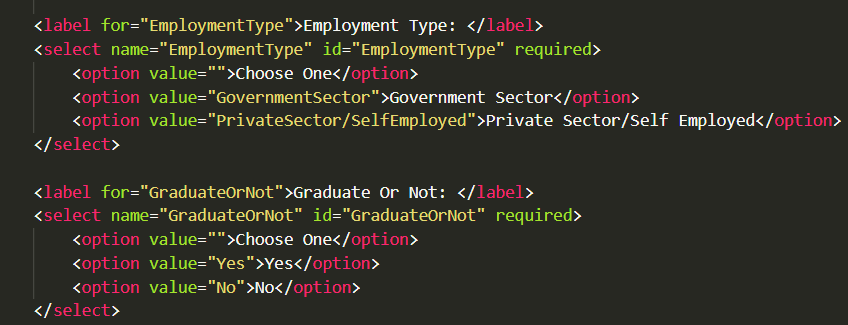 <label for="EmploymentType">Employment Type: </label>
<select name="EmploymentType" id="EmploymentType" required>
    <option value="">Choose One</option>
    <option value="GovernmentSector">Government Sector</option>
    <option value="PrivateSector/SelfEmployed">Private Sector/Self Employed</option>
</select>

<label for="GraduateOrNot">Graduate Or Not: </label>
<select name="GraduateOrNot" id="GraduateOrNot" required>
    <option value="">Choose One</option>
    <option value="Yes">Yes</option>
    <option value="No">No</option>
</select>